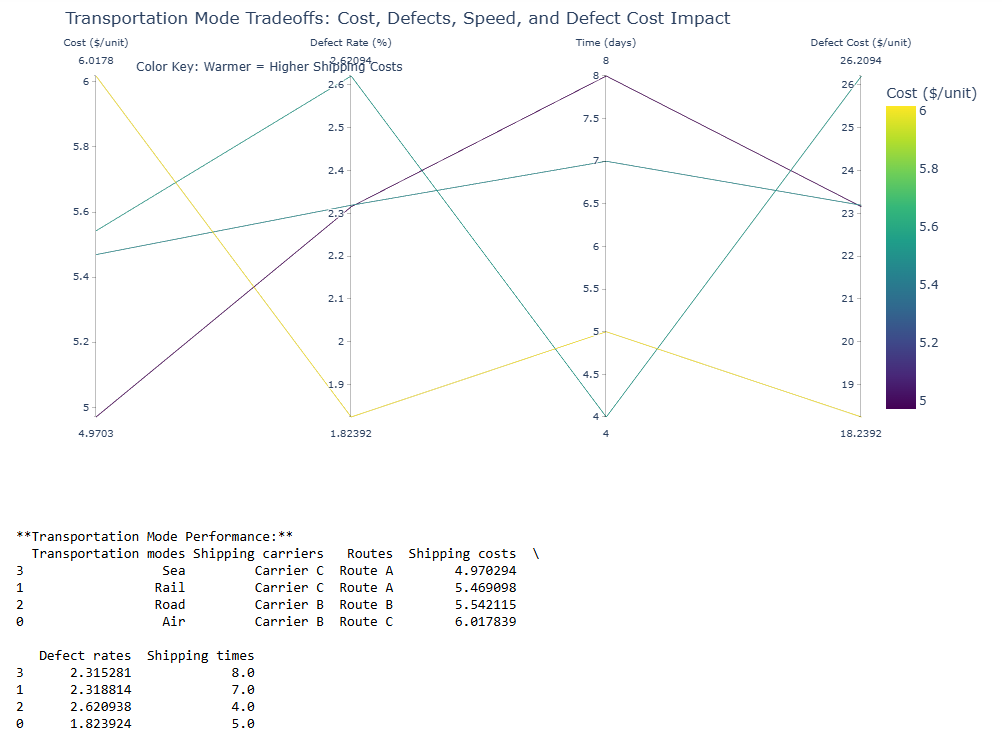 Transportation Mode Tradeoffs: Cost, Defects, Speed, and Defect Cost Impact
Cost ($/unit) Defect Rate (%) Time (days) Defect Cost ($/unit)
6.0178 2.62094 8 26.2094
Color Key: Warmer = Higher Shipping Costs
6
5.8
5.6
5.4
5.2
5
4.9703
2.6
2.5
2.4
2.3
2.2
2.1
2
1.9
1.82392
8
7.5
7
6.5
6
5.5
5
4.5
4
4
26
25
24
23
22
21
20
19
18.2392
Cost ($/unit)
6
5.8
5.6
5.4
5.2
5
**Transportation Mode Performance:**
Transportation modes Shipping carriers Routes Shipping costs \
3 Sea Carrier C Route A 4.970294
1 Rail Carrier C Route A 5.469098
2 Road Carrier B Route B 5.542115
0 Air Carrier B Route C 6.017839
Defect rates Shipping times
3 2.315281 8.0
1 2.318814 7.0
2 2.620938 4.0
0 1.823924 5.0